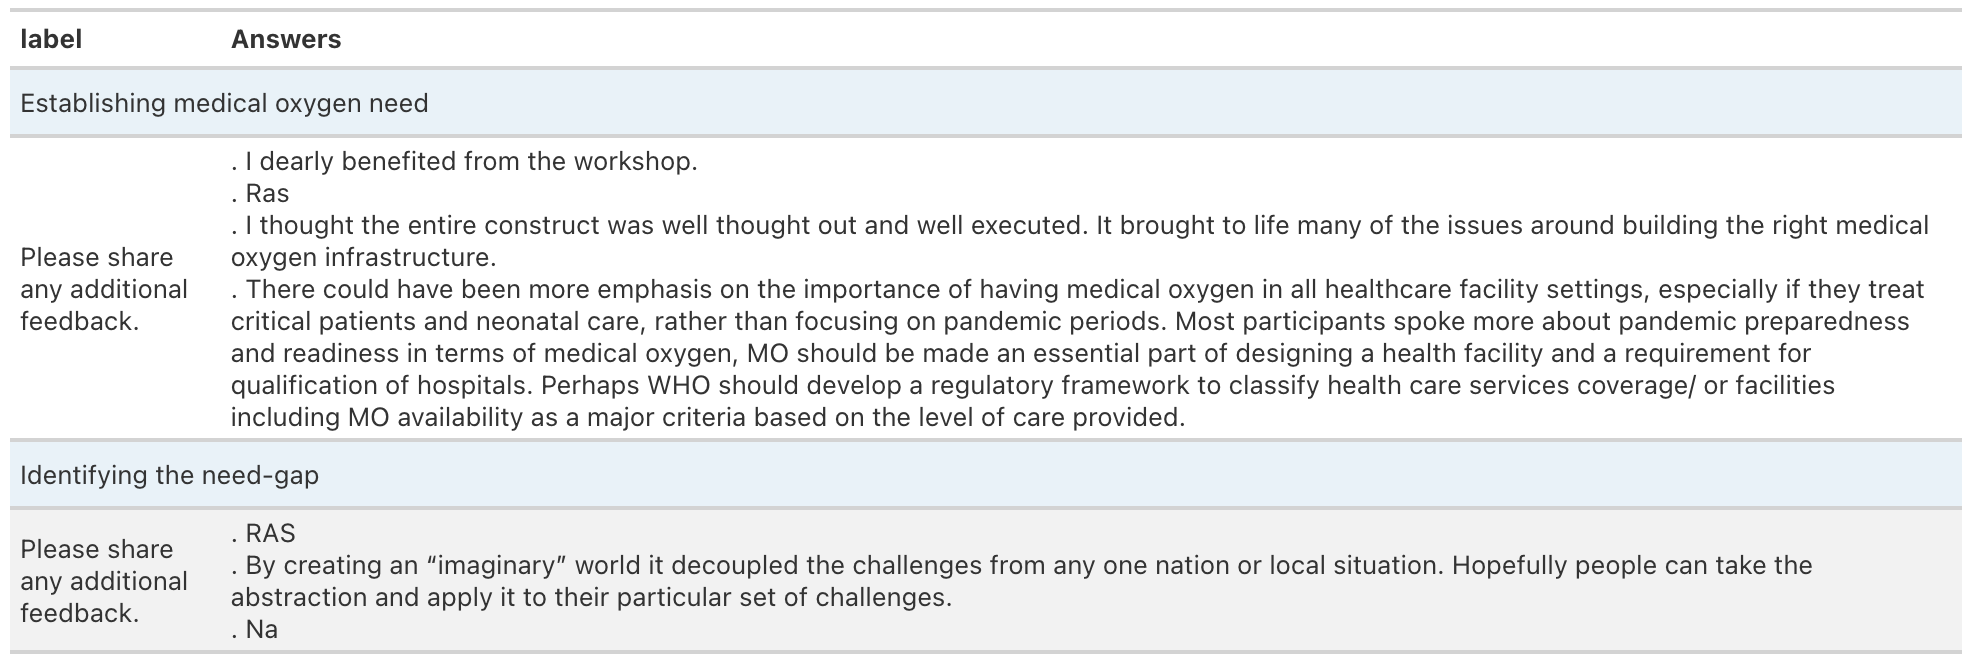 label Answers
Establishing medical oxygen need
Please share any additional feedback.
. I dearly benefited from the workshop.
. Ras
. I thought the entire construct was well thought out and well executed. It brought to life many of the issues around building the right medical
oxygen infrastructure.
. There could have been more emphasis on the importance of having medical oxygen in all healthcare facility settings, especially if they treat
critical patients and neonatal care, rather than focusing on pandemic periods. Most participants spoke more about pandemic preparedness
and readiness in terms of medical oxygen, MO should be made an essential part of designing a health facility and a requirement for
qualification of hospitals. Perhaps WHO should develop a regulatory framework to classify health care services coverage/ or facilities
including MO availability as a major criteria based on the level of care provided.
Identifying the need-gap
Please share any additional feedback.
. RAS
. By creating an “imaginary” world it decoupled the challenges from any one nation or local situation. Hopefully people can take the
abstraction and apply it to their particular set of challenges.
. Na